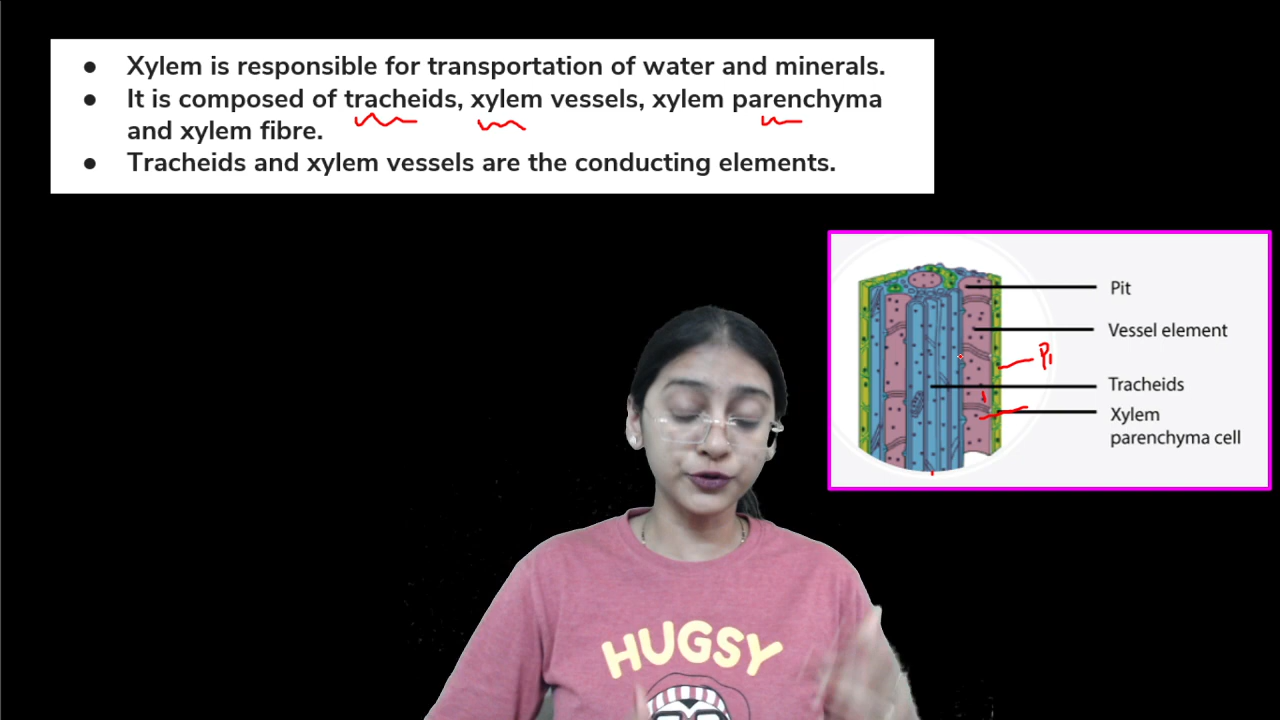 ● Xylem is responsible for transportation of water and minerals.
● It is composed of tracheids, xylem vessels, xylem parenchyma
and xylem fibre.
● Tracheids and xylem vessels are the conducting elements.
Pit
Vessel element
P1
Tracheids
Xylem
parenchyma cell
HUGSY